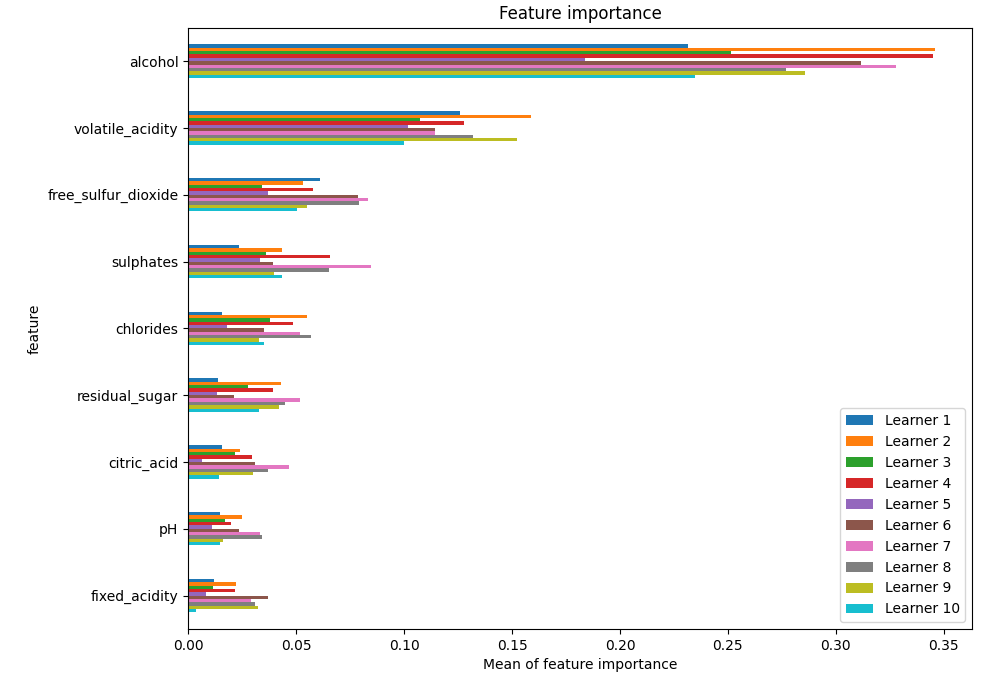 Feature importance
alcohol
volatile_acidity
free_sulfur_dioxide
sulphates
chlorides
residual_sugar
citric_acid
pH
fixed_acidity
feature
Learner 1
Learner 2
Learner 3
Learner 4
Learner 5
Learner 6
Learner 7
Learner 8
Learner 9
Learner 10
0.00 0.05 0.10 0.15 0.20 0.25 0.30 0.35
Mean of feature importance